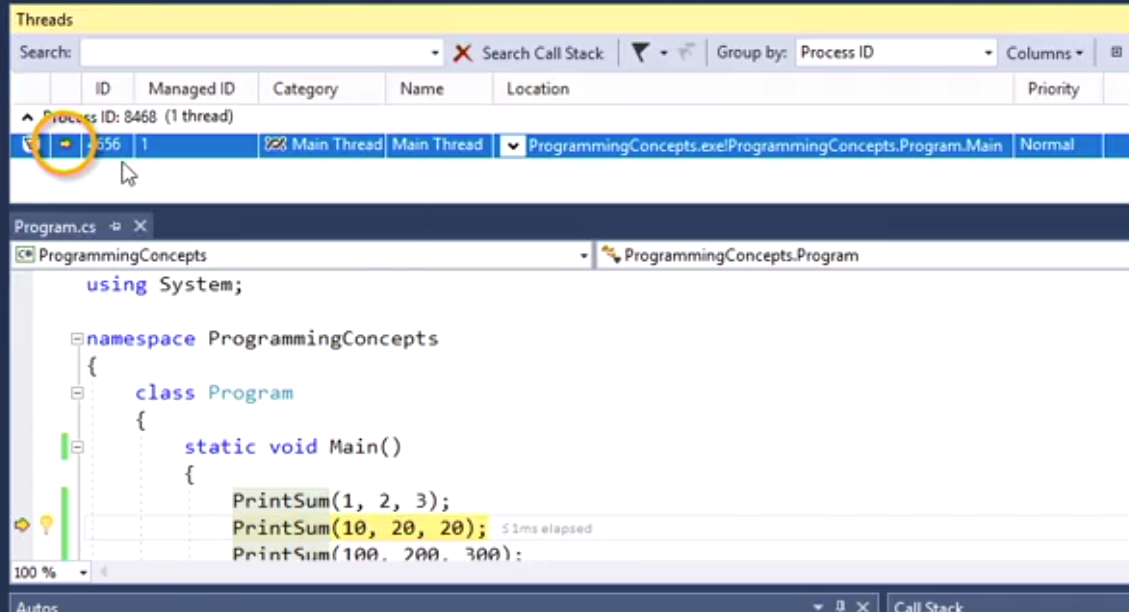 Threads
Search: Search Call Stack Group by: Process ID Columns
ID Managed ID Category Name Location Priority
Process ID: 8468 (1 thread)
1 Main Thread Main Thread ProgrammingConcepts.exe!ProgrammingConcepts.Program.Main Normal
Program.cs
C# ProgrammingConcepts ProgrammingConcepts.Program
using System;
namespace ProgrammingConcepts
{
class Program
{
static void Main()
{
PrintSum(1, 2, 3);
PrintSum(10, 20, 20); 51ms elapsed
PrintSum(100, 200, 300);
100 %
Autos Call Stack